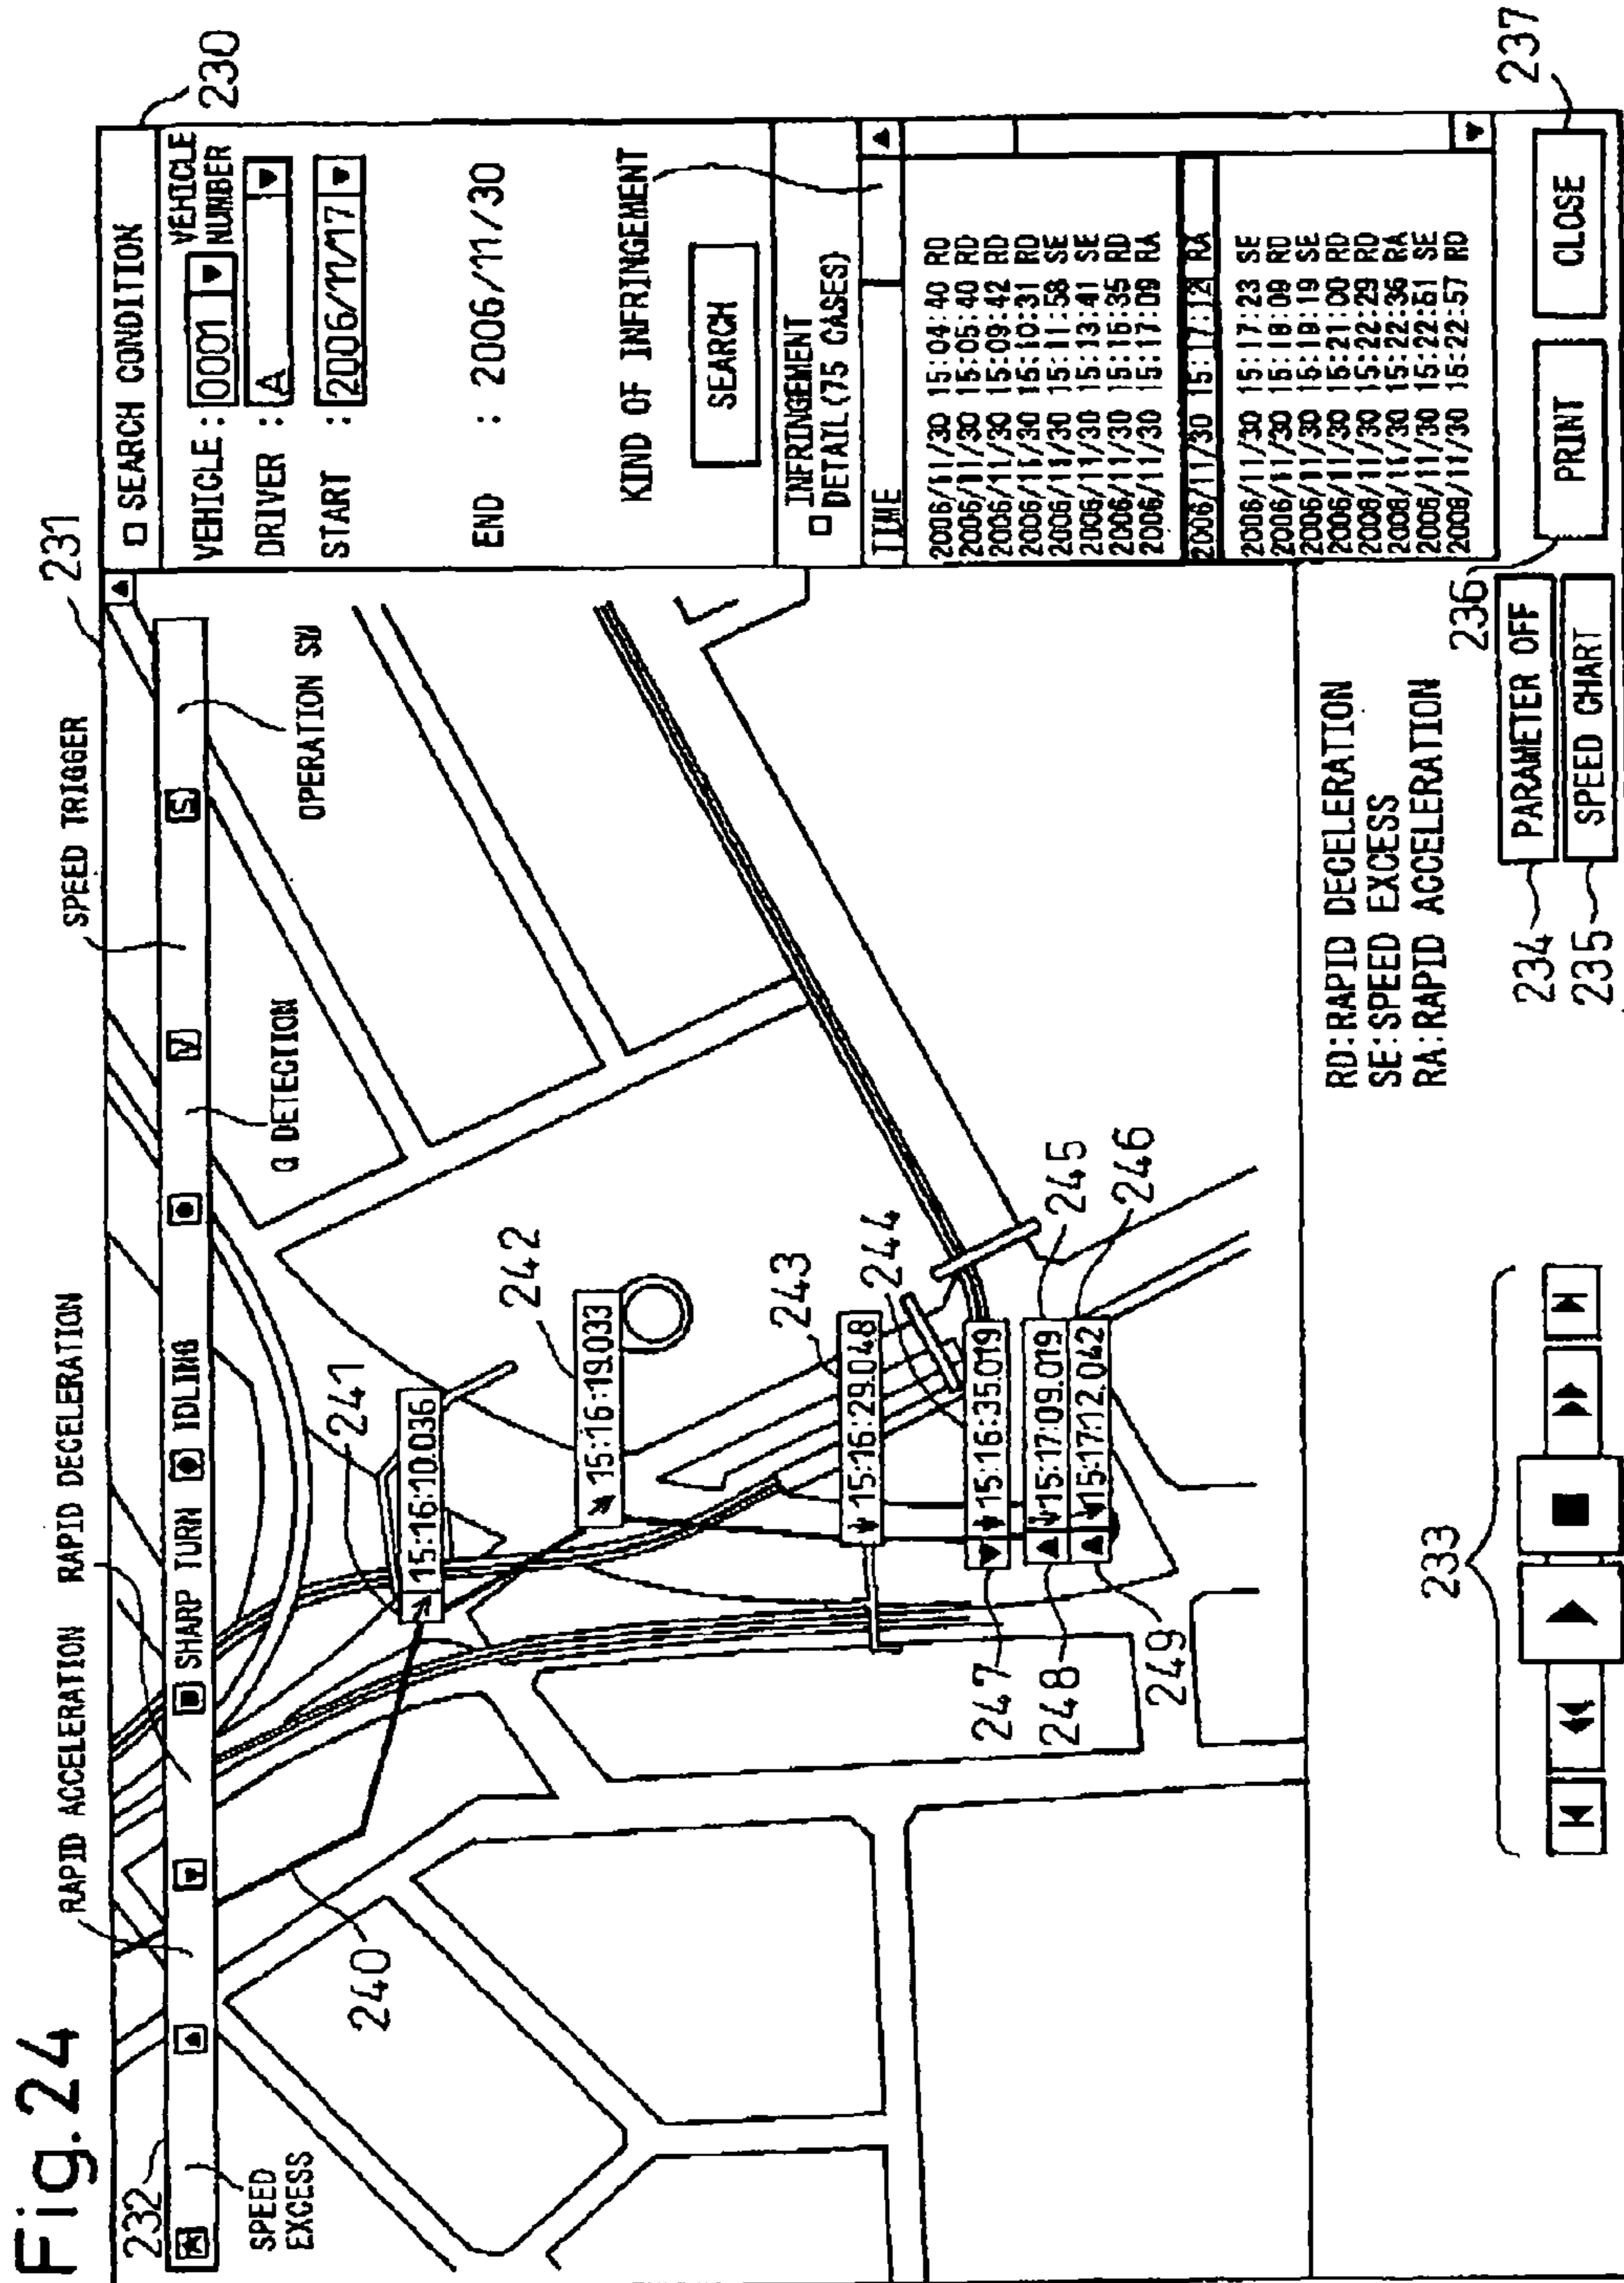 Fig.24
231
232
SPEED
EXCESS
RAPID ACCELERATION
RAPID DECELERATION
SHARP TURN
IDLING
G DETECTION
V
SPEED TRIGGER
S
OPERATION SW
240
241
15:16:10.036
242
15:16:19.033
243
15:16:29.048
244
15:16:35.019
245
15:17:09.019
246
15:17:12.042
247
248
249
230
SEARCH CONDITION
VEHICLE : 0001 VEHICLE NUMBER
DRIVER : A
START : 2006/11/17
END : 2006/11/30
KIND OF INFRINGEMENT
SEARCH
INFRINGEMENT
DETAIL(75 CASES)
TIME
2006/11/30 15:04:40 RD
2006/11/30 15:05:40 RD
2006/11/30 15:09:42 RD
2006/11/30 15:10:31 RD
2006/11/30 15:11:58 SE
2006/11/30 15:13:41 SE
2006/11/30 15:16:35 RD
2006/11/30 15:17:09 RA
2006/11/30 15:17:12 RA
2006/11/30 15:17:23 SE
2006/11/30 15:18:09 RD
2006/11/30 15:19:19 SE
2006/11/30 15:21:00 RD
2006/11/30 15:22:29 RD
2006/11/30 15:22:36 RA
2006/11/30 15:22:51 SE
2006/11/30 15:22:57 RD
RD:RAPID DECELERATION
SE:SPEED EXCESS
RA:RAPID ACCELERATION
233
234
PARAMETER OFF
235
SPEED CHART
236
PRINT
237
CLOSE